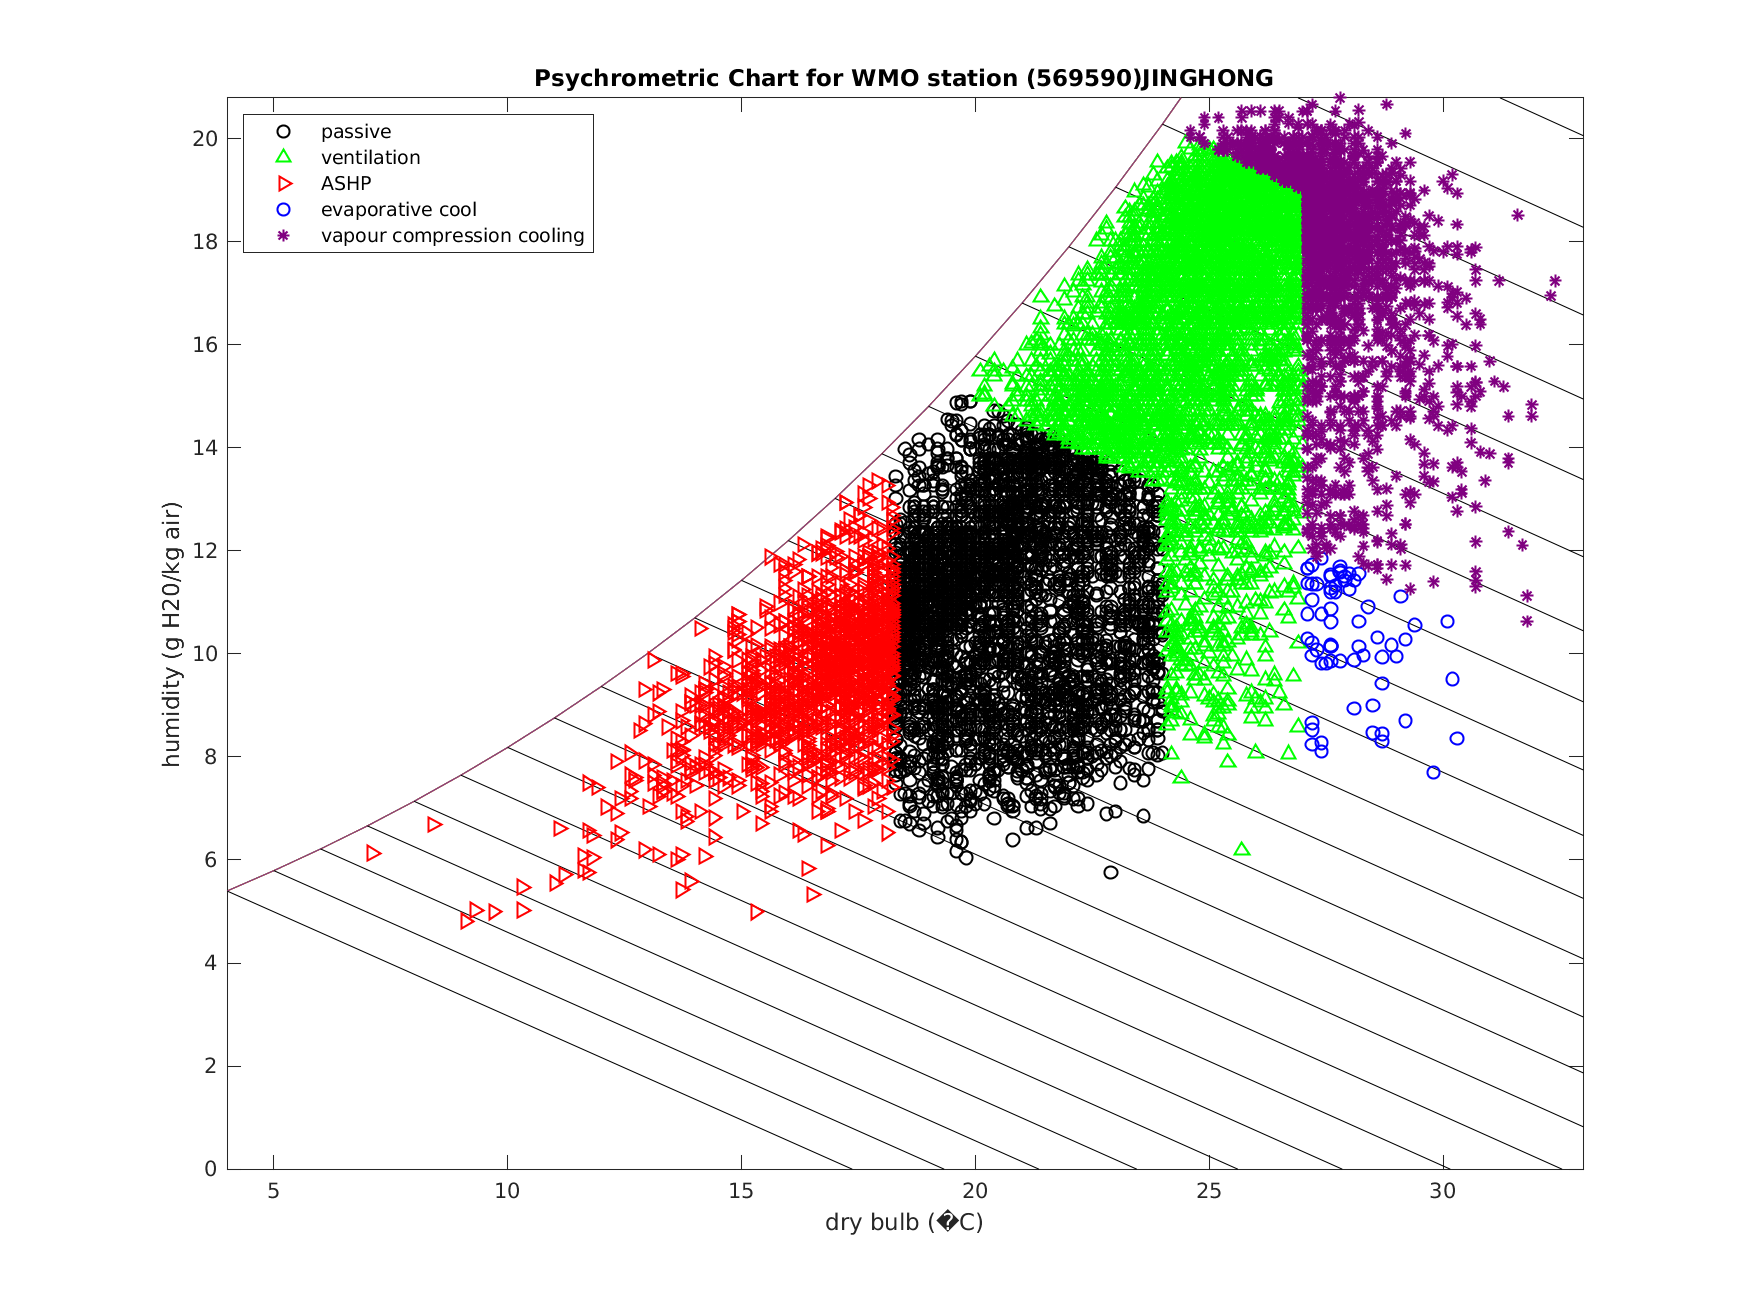 Psychrometric Chart for WMO station (569590)JINGHONG
passive
ventilation
ASHP
evaporative cool
vapour compression cooling
humidity (g H20/kg air)
20
18
16
14
12
10
8
6
4
2
0
5 10 15 20 25 30
dry bulb (�C)